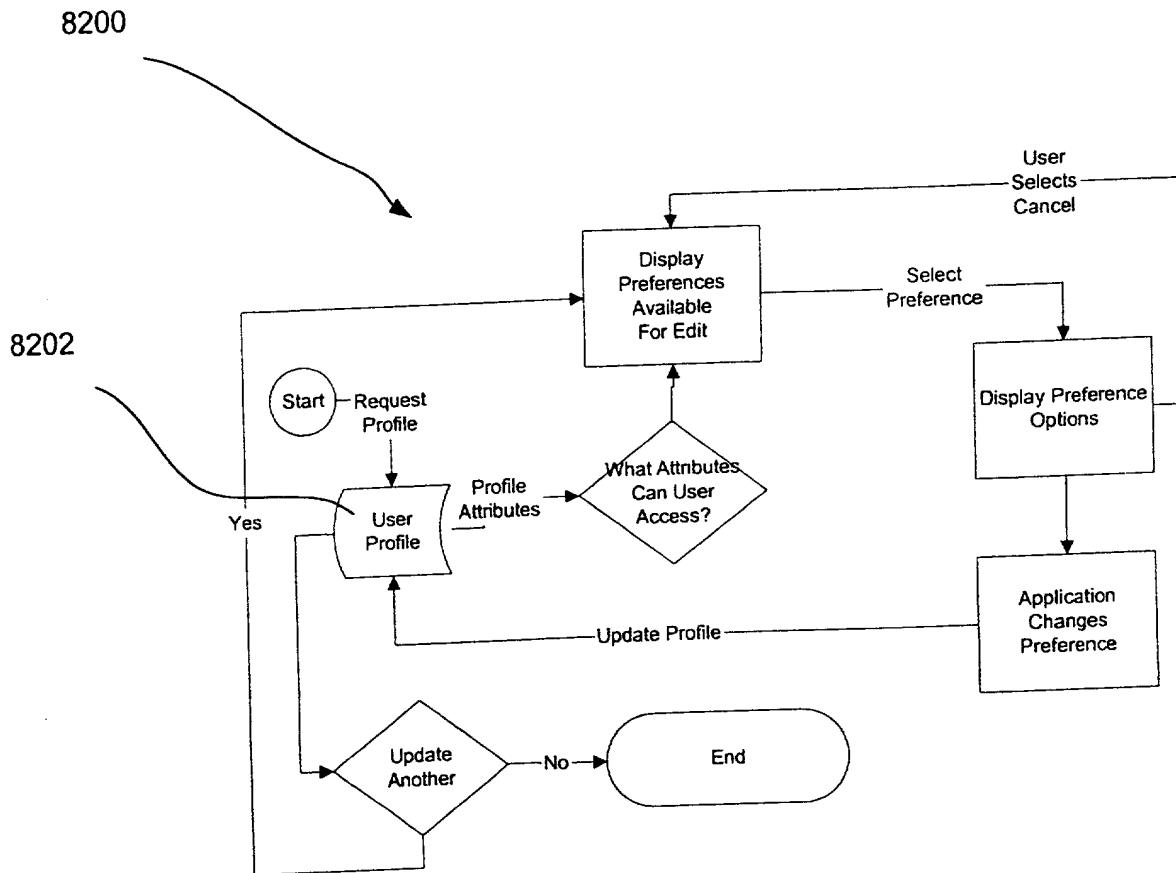 8200
User
Selects
Cancel
Display
Preferences
Available
For Edit
Select
Preference
8202
Start
Request
Profile
Display Preference
Options
What Attributes
Can User
Access?
Profile
Attributes
User
Profile
Yes
Application
Changes
Preference
Update Profile
Update
Another
No
End